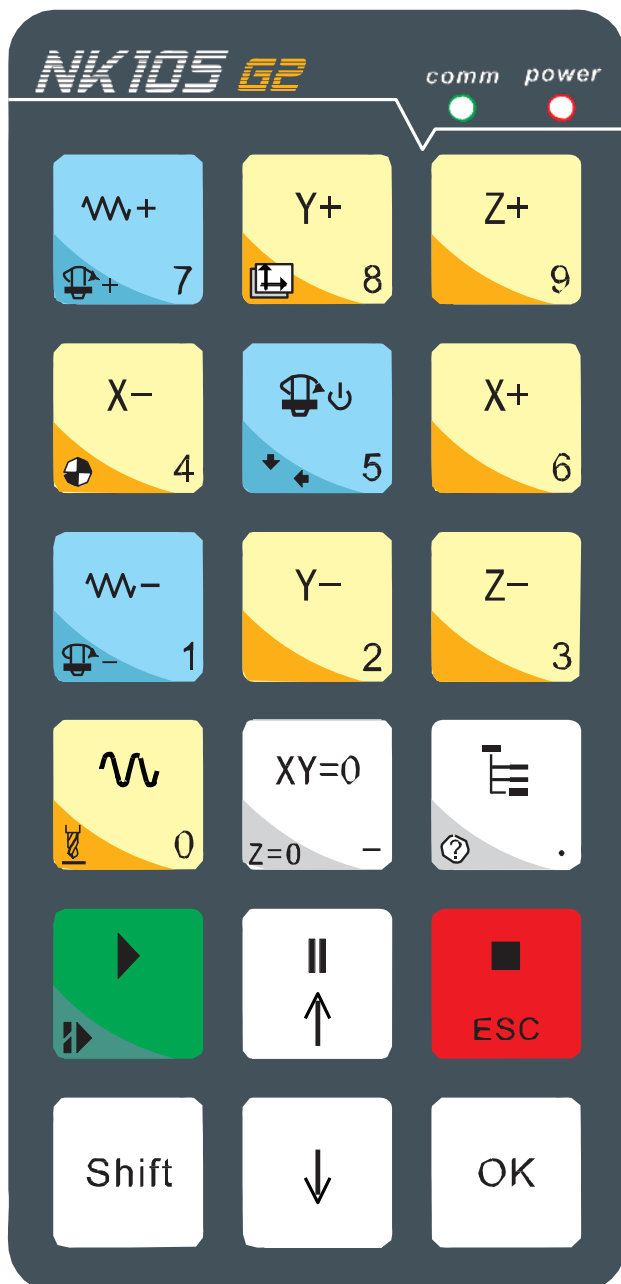 NK105 G2
comm power
+ Y+ Z+
+ 7 8 9
X- X+
4 5 6
- Y- Z-
- 1 2 3
XY=0
0 Z=0 - .
ESC
Shift OK